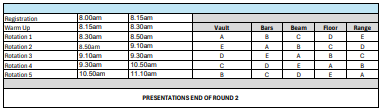 Registration 8.00am 8.15am
Warm Up 8.15am 8.30am Vault Bars Beam Floor Range
Rotation 1 8.30am 8.50am A B C D E
Rotation 2 8.50am 9.10am E A B C D
Rotation 3 9.10am 9.30am D E A B C
Rotation 4 9.30am 10.50am C D E A B
Rotation 5 10.50am 11.10am B C D E A
PRESENTATIONS END OF ROUND 2